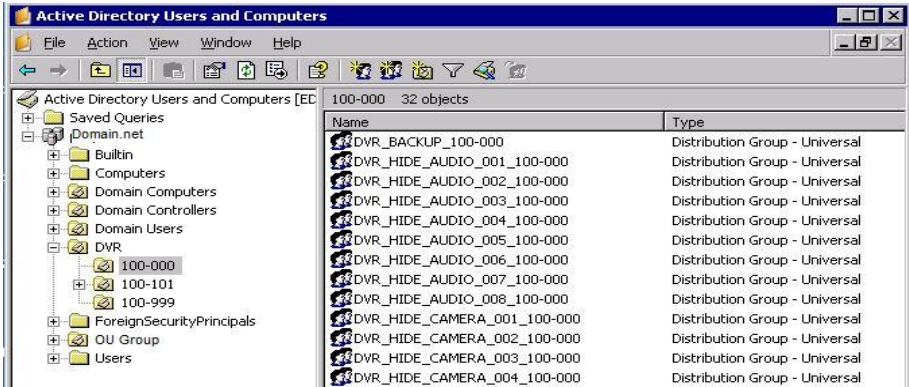 Active Directory Users and Computers
File Action View Window Help
Active Directory Users and Computers [ED
Saved Queries
Domain.net
Builtin
Computers
Domain Computers
Domain Controllers
Domain Users
DVR
100-000
100-101
100-999
ForeignSecurityPrincipals
OU Group
Users
100-000 32 objects
Name Type
DVR_BACKUP_100-000 Distribution Group - Universal
DVR_HIDE_AUDIO_001_100-000 Distribution Group - Universal
DVR_HIDE_AUDIO_002_100-000 Distribution Group - Universal
DVR_HIDE_AUDIO_003_100-000 Distribution Group - Universal
DVR_HIDE_AUDIO_004_100-000 Distribution Group - Universal
DVR_HIDE_AUDIO_005_100-000 Distribution Group - Universal
DVR_HIDE_AUDIO_006_100-000 Distribution Group - Universal
DVR_HIDE_AUDIO_007_100-000 Distribution Group - Universal
DVR_HIDE_AUDIO_008_100-000 Distribution Group - Universal
DVR_HIDE_CAMERA_001_100-000 Distribution Group - Universal
DVR_HIDE_CAMERA_002_100-000 Distribution Group - Universal
DVR_HIDE_CAMERA_003_100-000 Distribution Group - Universal
DVR_HIDE_CAMERA_004_100-000 Distribution Group - Universal